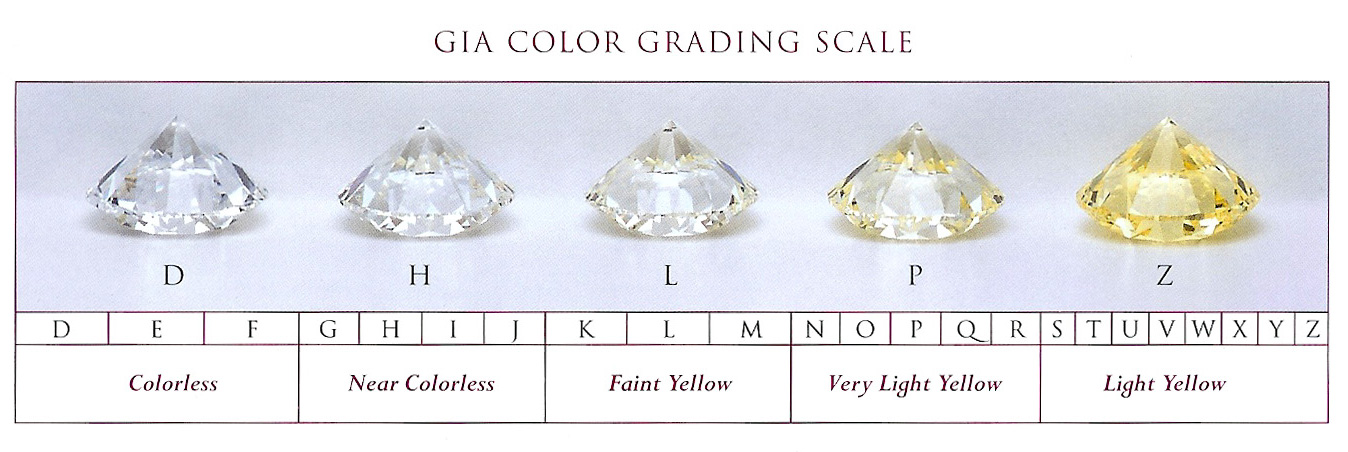 GIA COLOR GRADING SCALE
D H L P Z
D E F G H I J K L M N O P Q R S T U V W X Y Z
Colorless Near Colorless Faint Yellow Very Light Yellow Light Yellow